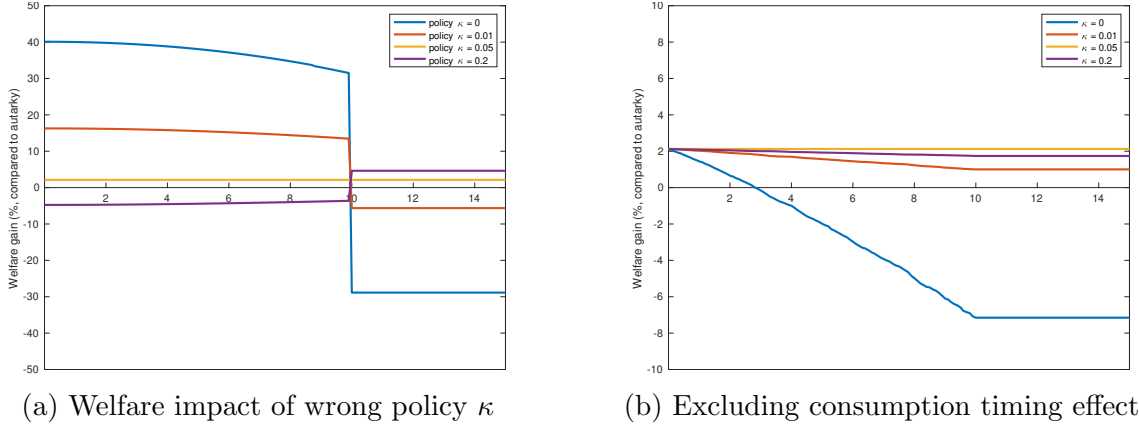 Welfare gain (%, compared to autarky)
50
40
30
20
10
0
-10
-20
-30
-40
-50
2 4 6 8 10 12 14
policy κ = 0
policy κ = 0.01
policy κ = 0.05
policy κ = 0.2
(a) Welfare impact of wrong policy κ
Welfare gain (%, compared to autarky)
10
8
6
4
2
0
-2
-4
-6
-8
-10
2 4 6 8 10 12 14
κ = 0
κ = 0.01
κ = 0.05
κ = 0.2
(b) Excluding consumption timing effect